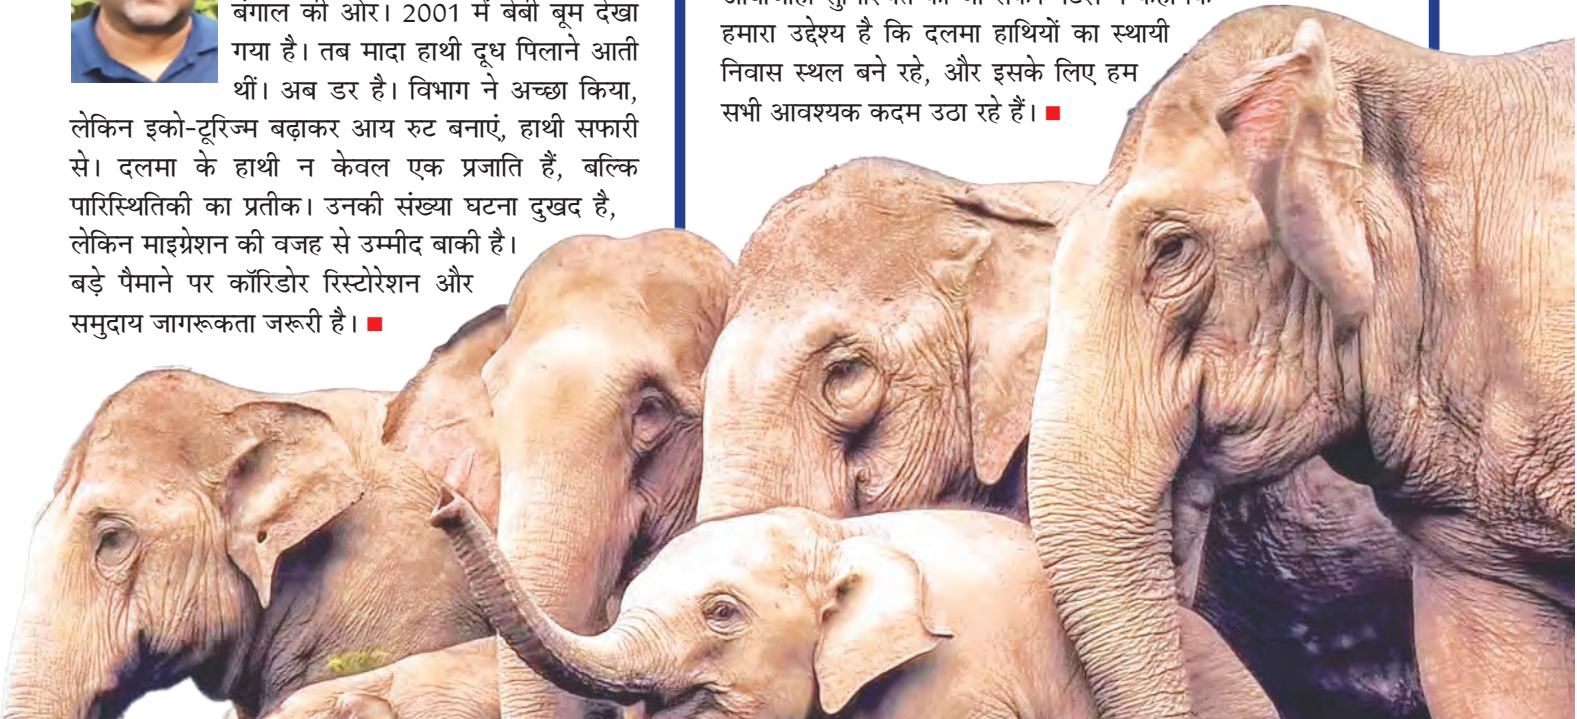 बंगाल की ओर। 2001 में बेबी बूम देखा
गया है। तब मादा हाथी दूध पिलाने आती
थीं। अब डर है। विभाग ने अच्छा किया,
लेकिन इको-टूरिज्म बढ़ाकर आय रुट बनाएं, हाथी सफारी
से। दलमा के हाथी न केवल एक प्रजाति हैं, बल्कि
पारिस्थितिकी का प्रतीक। उनकी संख्या घटना दुखद है,
लेकिन माइग्रेशन की वजह से उम्मीद बाकी है।
बड़े पैमाने पर कॉरिडोर रिस्टोरेशन और
समुदाय जागरूकता जरूरी है।
हमारा उद्देश्य है कि दलमा हाथियों का स्थायी
निवास स्थल बने रहे, और इसके लिए हम
सभी आवश्यक कदम उठा रहे हैं।